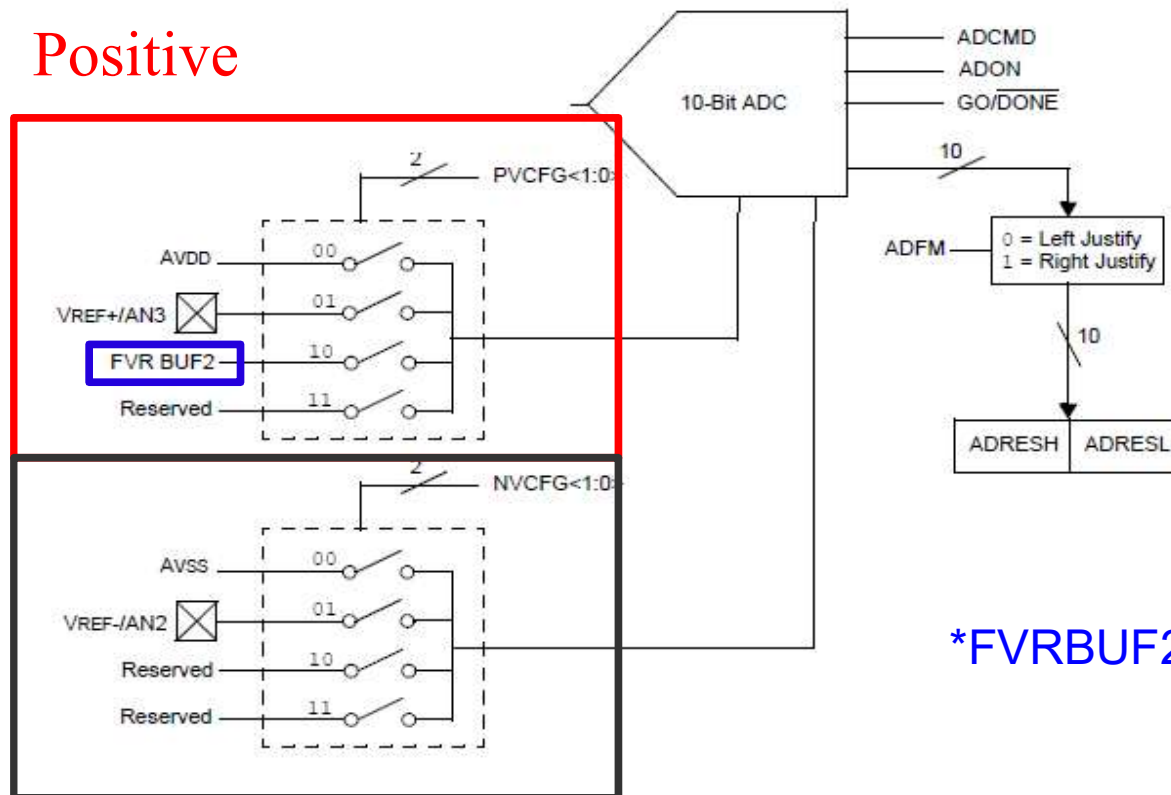 Positive
ADCMD
ADON
GO/DONE
10-Bit ADC
2
PVCFG<1:0>
10
AVDD
00
VREF+/AN3
01
FVR BUF2
10
Reserved
11
ADFM
0 = Left Justify
1 = Right Justify
10
ADRESH
ADRESL
2
NVCFG<1:0>
AVSS
00
VREF-/AN2
01
Reserved
10
Reserved
11
*FVRBUF2